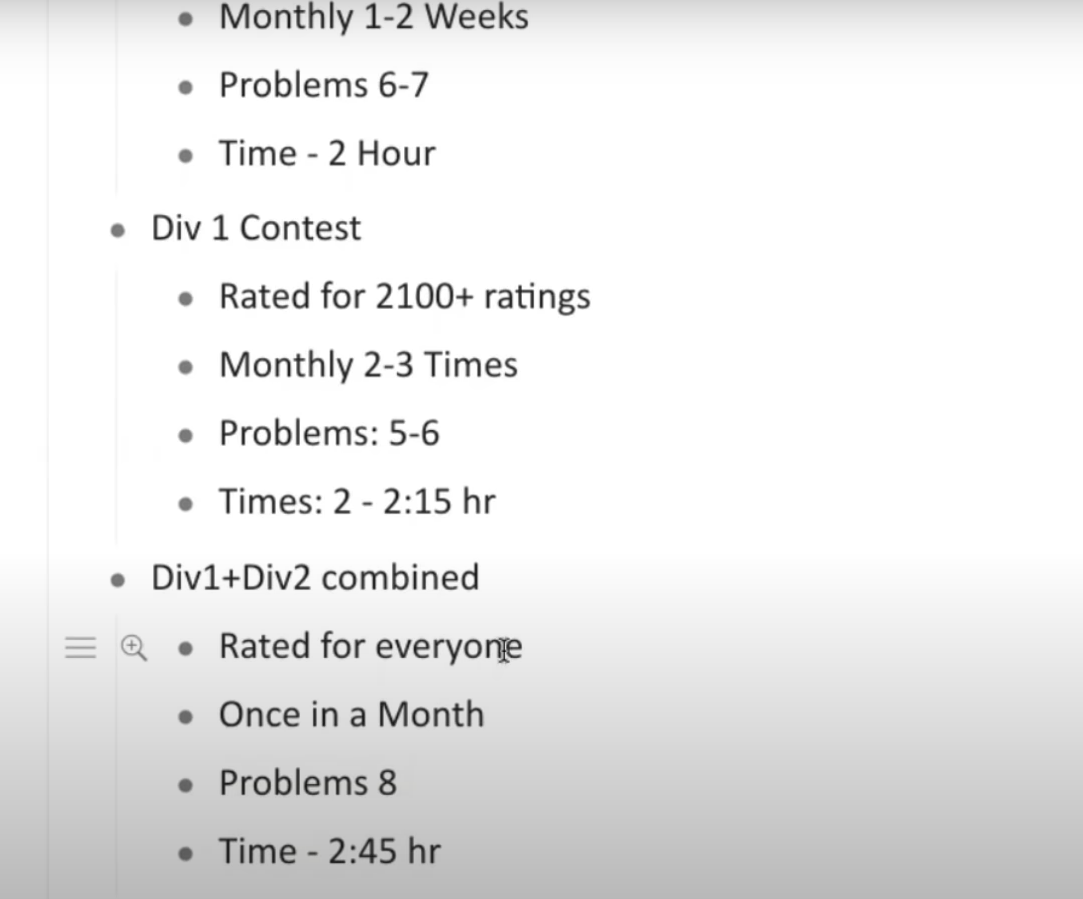 Monthly 1-2 Weeks
Problems 6-7
Time - 2 Hour
Div 1 Contest
Rated for 2100+ ratings
Monthly 2-3 Times
Problems: 5-6
Times: 2 - 2:15 hr
Div1+Div2 combined
Rated for everyone
Once in a Month
Problems 8
Time - 2:45 hr